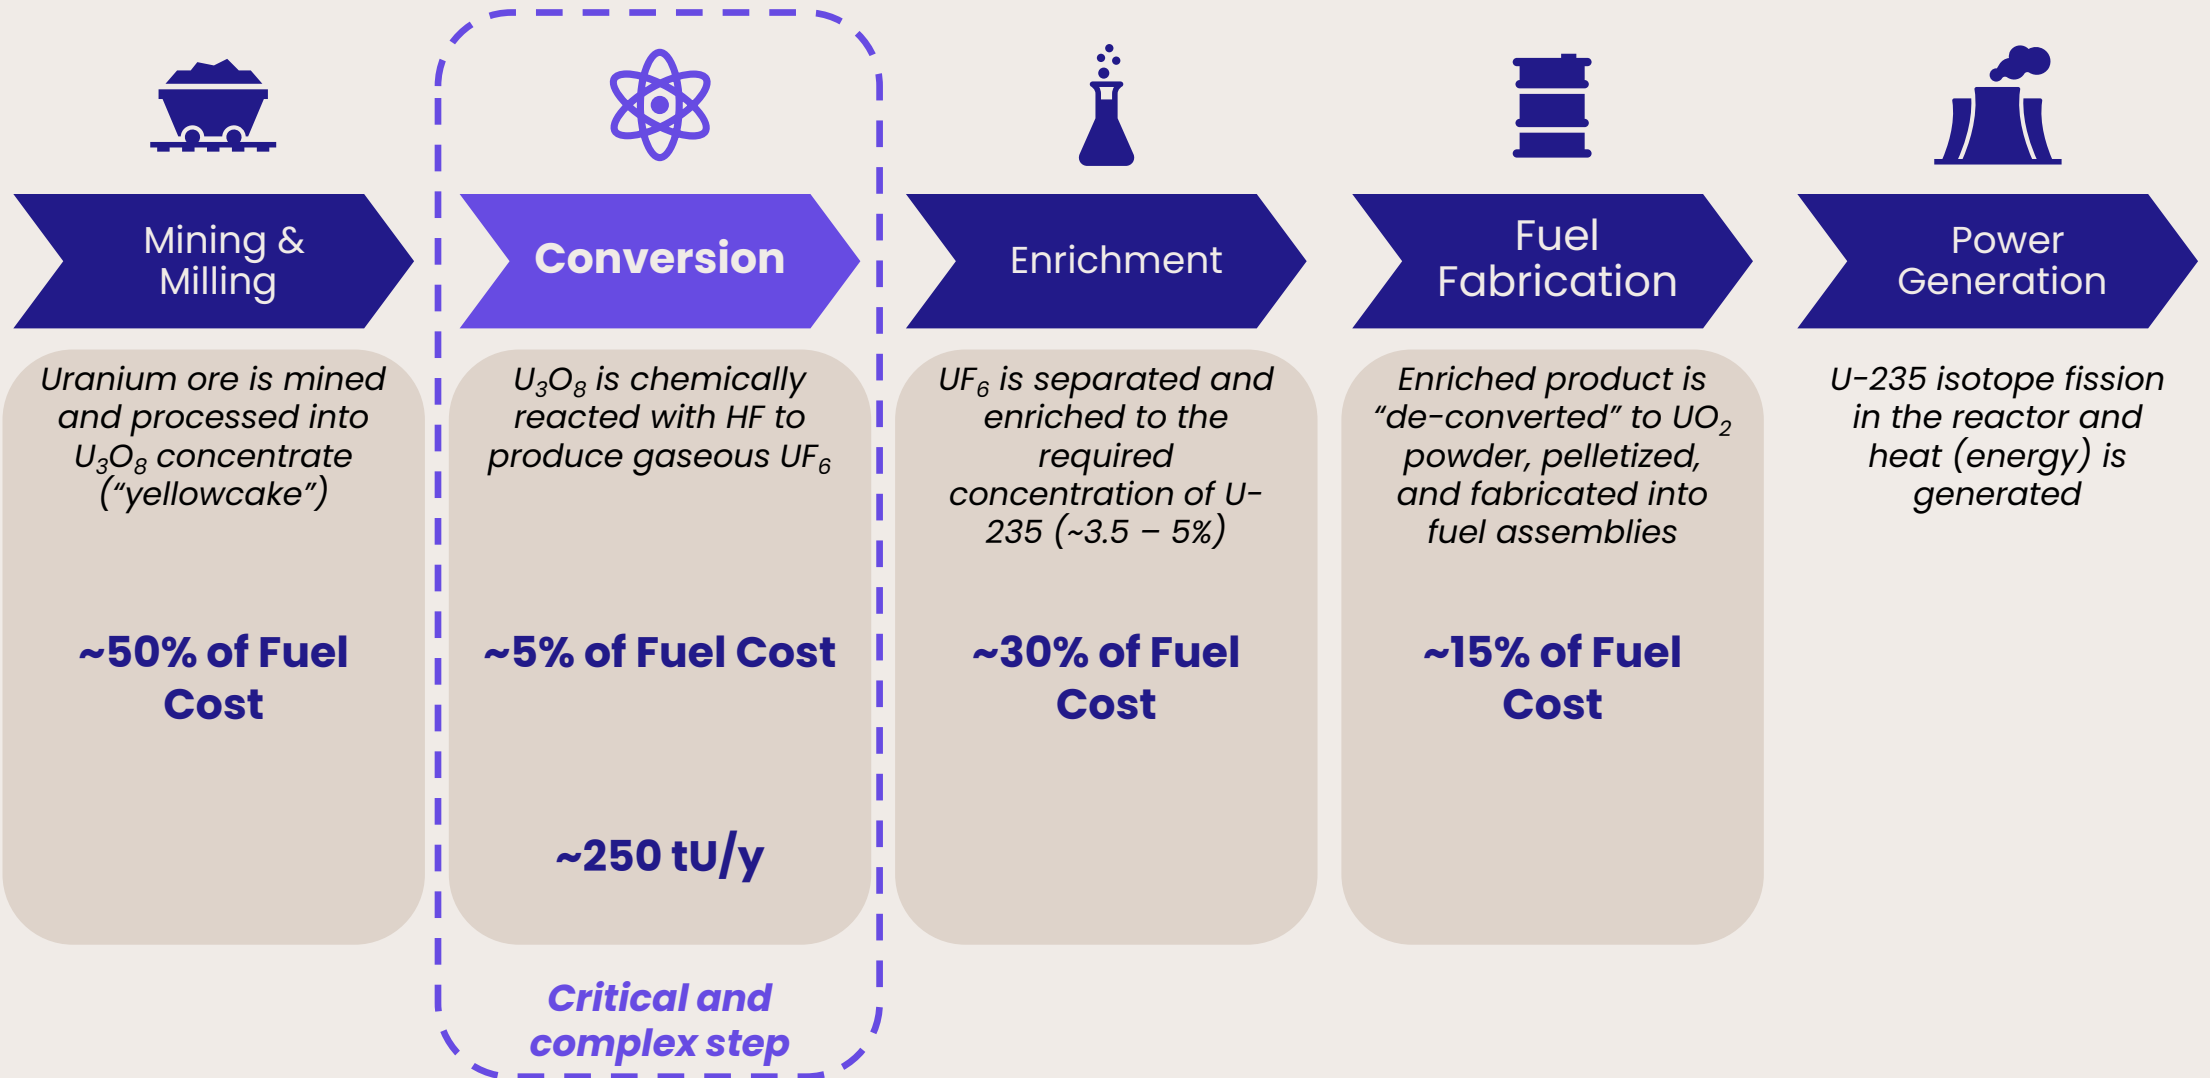 Mining &
Milling
Conversion
Enrichment
Fuel
Fabrication
Power
Generation
Uranium ore is mined
and processed into
U₃O₈ concentrate
(“yellowcake”)
U₃O₈ is chemically
reacted with HF to
produce gaseous UF₆
UF₆ is separated and
enriched to the
required
concentration of U-
235 (~3.5 – 5%)
Enriched product is
“de-converted” to UO₂
powder, pelletized,
and fabricated into
fuel assemblies
U-235 isotope fission
in the reactor and
heat (energy) is
generated
~50% of Fuel
Cost
~5% of Fuel Cost
~30% of Fuel
Cost
~15% of Fuel
Cost
~250 tU/y
Critical and
complex step